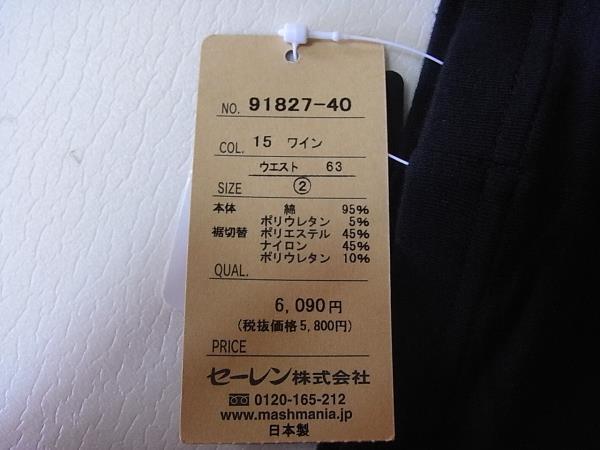 NO. 91827-40
COL. 15 ワイン
ウエスト 63
SIZE ②
本体 綿 95%
ポリウレタン 5%
裾切替 ポリエステル 45%
ナイロン 45%
ポリウレタン 10%
QUAL.
6,090円
(税抜価格5,800円)
PRICE
セーレン株式会社
0120-165-212
www.mashmania.jp
日本製